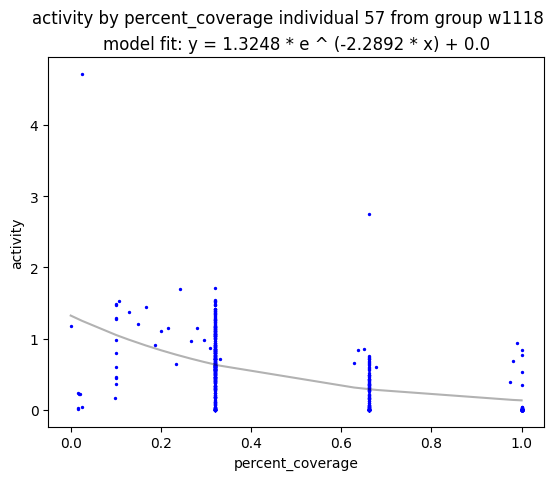 activity by percent_coverage individual 57 from group w1118
model fit: y = 1.3248 * e ^ (-2.2892 * x) + 0.0
activity
4
3
2
1
0
0.0 0.2 0.4 0.6 0.8 1.0
percent_coverage